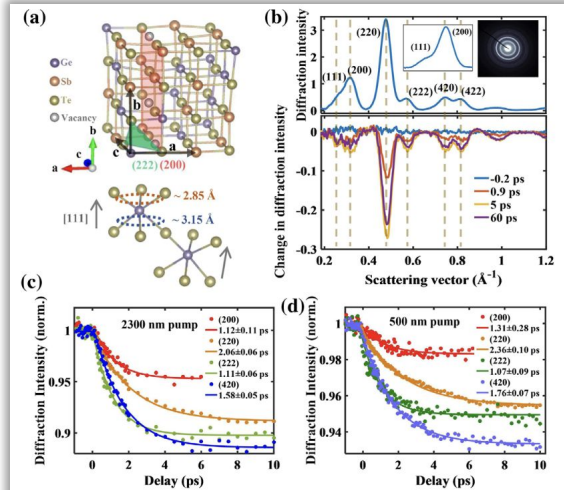 (a)
Ge
Sb
Te
Vacancy
b
a
c
(222) (200)
b
a
c
[111]
~ 2.85 Å
~ 3.15 Å
(b)
Diffraction intensity
3
2
1
0
(111)
(200)
(220)
(222)
(420)
(422)
(111)
(200)
Change in diffraction intensity
0
-0.1
-0.2
-0.3
-0.2 ps
0.9 ps
5 ps
60 ps
0.2 0.4 0.6 0.8 1.0 1.2
Scattering vector (Å⁻¹)
(c)
Diffraction Intensity (norm.)
1
0.95
0.9
2300 nm pump
(200)
1.12±0.11 ps
(220)
2.06±0.06 ps
(222)
1.11±0.06 ps
(420)
1.58±0.05 ps
0 2 4 6 8 10
Delay (ps)
(d)
Diffraction Intensity (norm.)
1
0.98
0.96
0.94
500 nm pump
(200)
1.31±0.28 ps
(220)
2.36±0.10 ps
(222)
1.07±0.09 ps
(420)
1.76±0.07 ps
0 2 4 6 8 10
Delay (ps)